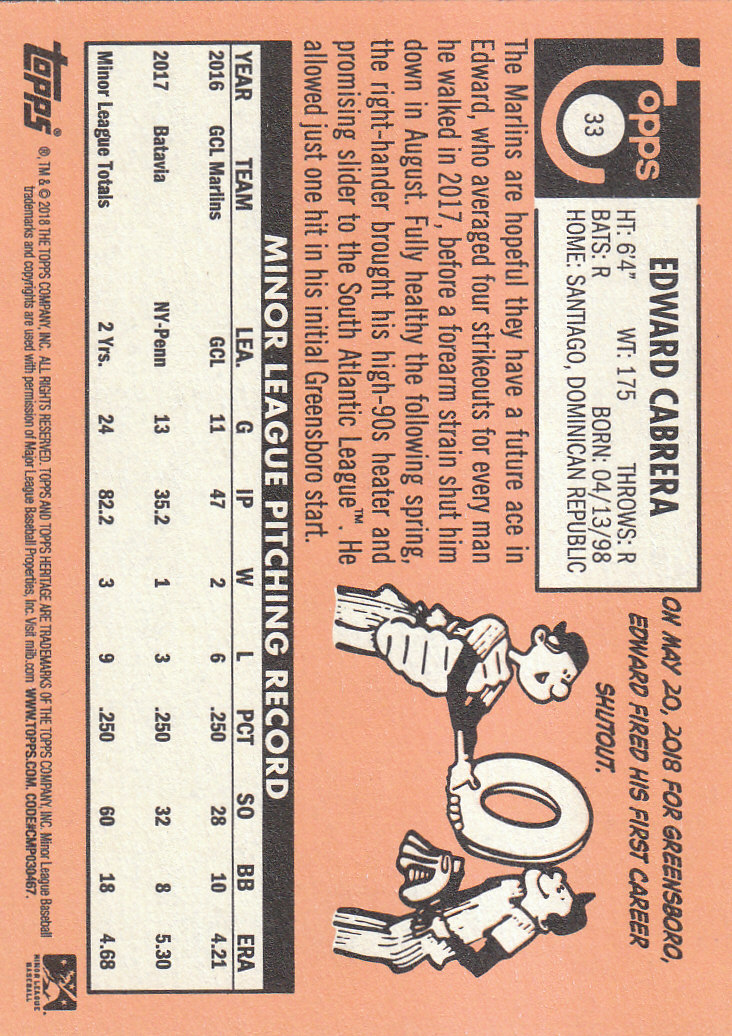 topps
33
EDWARD CABRERA
HT: 6'4" WT: 175 THROWS: R
BATS: R BORN: 04/13/98
HOME: SANTIAGO, DOMINICAN REPUBLIC
ON MAY 20, 2018 FOR GREENSBORO,
EDWARD FIRED HIS FIRST CAREER
SHUTOUT.
The Marlins are hopeful they have a future ace in
Edward, who averaged four strikeouts for every man
he walked in 2017, before a forearm strain shut him
down in August. Fully healthy the following spring,
the right-hander brought his high-90s heater and
promising slider to the South Atlantic League™. He
allowed just one hit in his initial Greensboro start.
MINOR LEAGUE PITCHING RECORD
YEAR TEAM LEA. G IP W L PCT SO BB ERA
2016 GCL Marlins GCL 11 47 2 6 .250 28 10 4.21
2017 Batavia NY-Penn 13 35.2 1 3 .250 32 8 5.30
Minor League Totals 2 Yrs. 24 82.2 3 9 .250 60 18 4.68
topps® ®, TM & © 2018 THE TOPPS COMPANY, INC. ALL RIGHTS RESERVED. TOPPS AND TOPPS HERITAGE ARE TRADEMARKS OF THE TOPPS COMPANY, INC. Minor League Baseball
trademarks and copyrights are used with permission of Major League Baseball Properties, Inc. Visit milb.com WWW.TOPPS.COM. CODE#CMP030467.
MINOR LEAGUE
BASEBALL